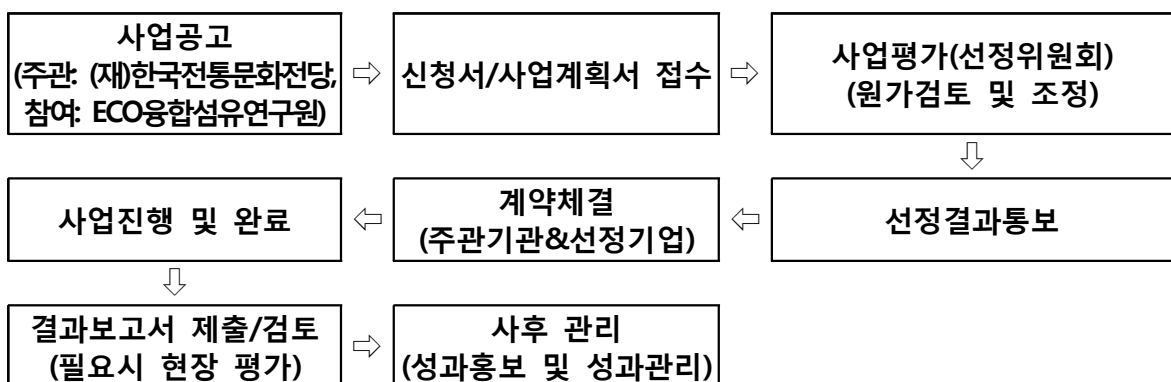 사업공고
(주관: (재)한국전통문화전당,
참여: ECO융합섬유연구원)
⇨
신청서/사업계획서 접수
⇨
사업평가(선정위원회)
(원가검토 및 조정)
⇩
선정결과통보
⇦
계약체결
(주관기관&선정기업)
⇦
사업진행 및 완료
⇩
결과보고서 제출/검토
(필요시 현장 평가)
⇨
사후 관리
(성과홍보 및 성과관리)